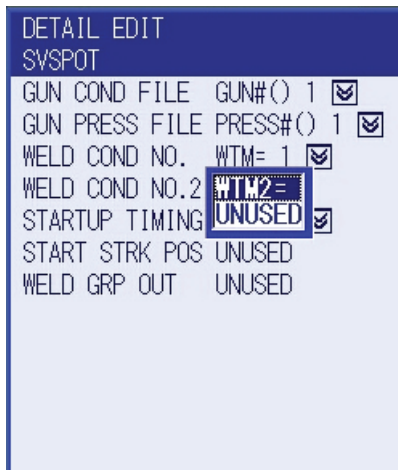 DETAIL EDIT
SVSPOT
GUN COND FILE GUN#() 1
GUN PRESS FILE PRESS#() 1
WELD COND NO. WTM= 1
WELD COND NO.2 WTM2=
STARTUP TIMING UNUSED
START STRK POS UNUSED
WELD GRP OUT UNUSED